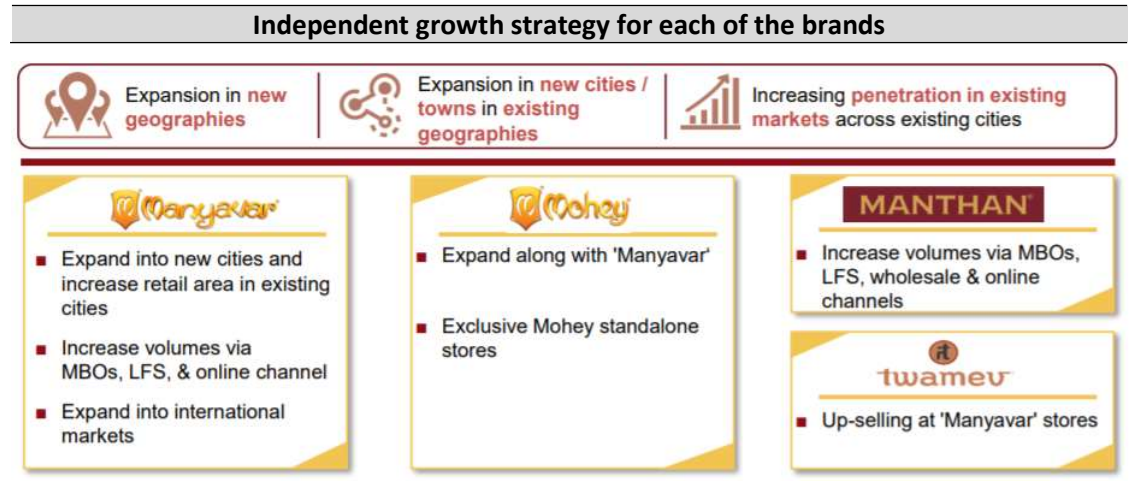 Independent growth strategy for each of the brands
Expansion in new
geographies
Expansion in new cities /
towns in existing
geographies
Increasing penetration in existing
markets across existing cities
Manyavar
■ Expand into new cities and
increase retail area in existing
cities
■ Increase volumes via
MBOs, LFS, & online channel
■ Expand into international
markets
Mohey
■ Expand along with 'Manyavar‘
■ Exclusive Mohey standalone
stores
MANTHAN
■ Increase volumes via MBOs,
LFS, wholesale & online
channels
twamev
■ Up-selling at 'Manyavar' stores